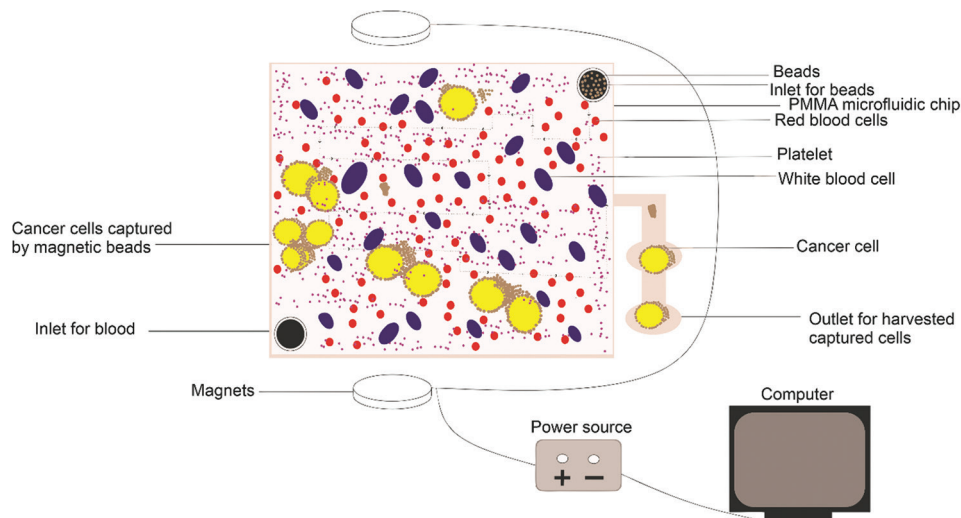 Beads
Inlet for beads
PMMA microfluidic chip
Red blood cells
Platelet
White blood cell
Cancer cells captured
by magnetic beads
Cancer cell
Inlet for blood
Outlet for harvested
captured cells
Magnets
Computer
Power source
+ −